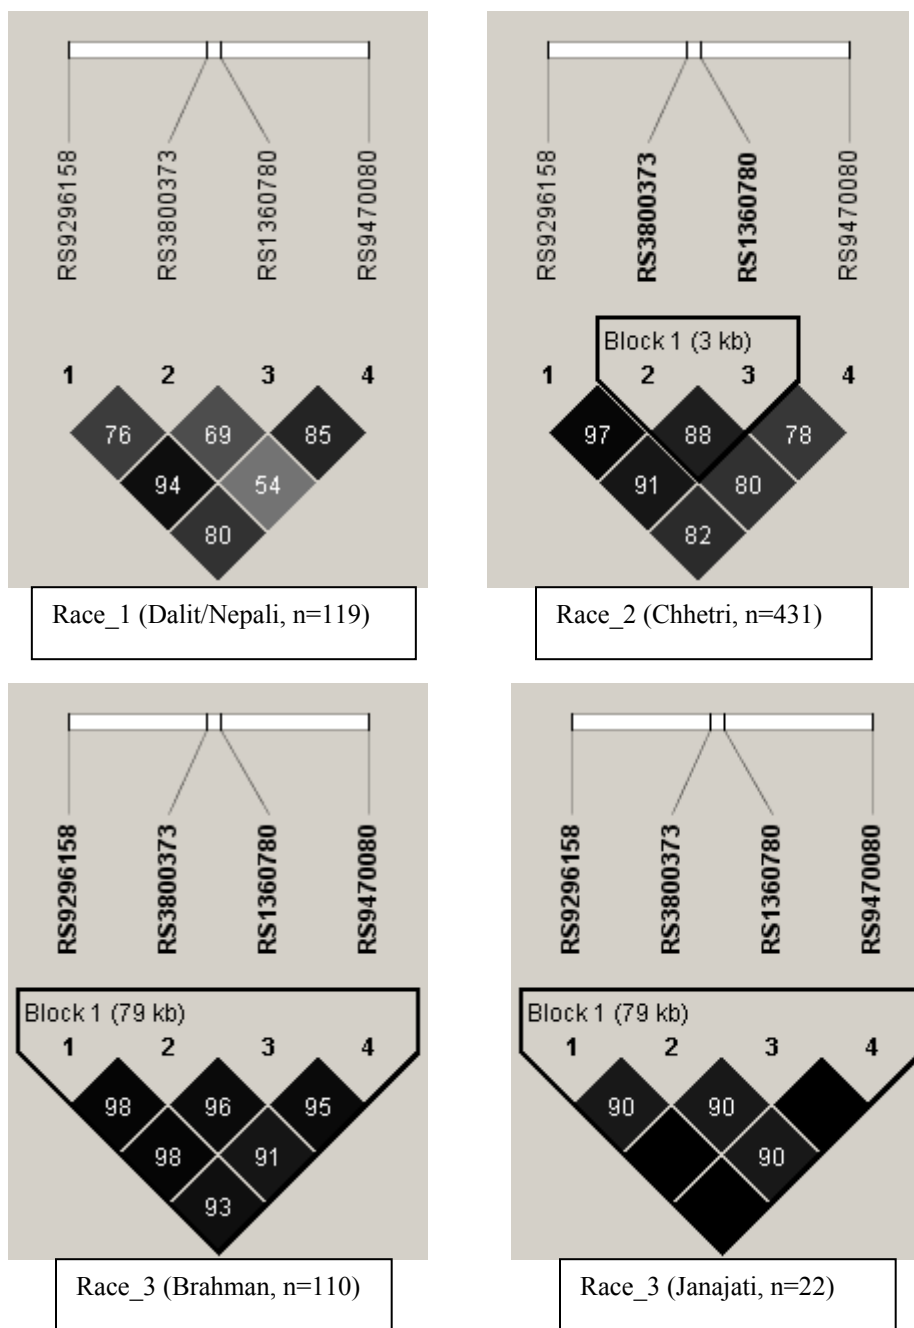 RS9296158
RS3800373
RS1360780
RS9470080
1 2 3 4
76 69 85
94 54
80
Race_1 (Dalit/Nepali, n=119)
RS9296158
RS3800373
RS1360780
RS9470080
Block 1 (3 kb)
1 2 3 4
97 88 78
91 80
82
Race_2 (Chhetri, n=431)
RS9296158
RS3800373
RS1360780
RS9470080
Block 1 (79 kb)
1 2 3 4
98 96 95
98 91
93
Race_3 (Brahman, n=110)
RS9296158
RS3800373
RS1360780
RS9470080
Block 1 (79 kb)
1 2 3 4
90 90
90
Race_3 (Janajati, n=22)